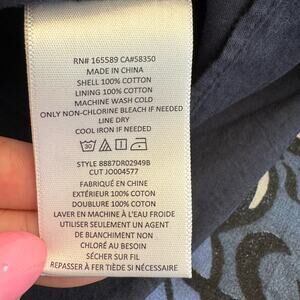 RN# 165589 CA#58350
MADE IN CHINA
SHELL 100% COTTON
LINING 100% COTTON
MACHINE WASH COLD
ONLY NON-CHLORINE BLEACH IF NEEDED
LINE DRY
COOL IRON IF NEEDED
30
STYLE 8887DR02949B
CUT JO004577
FABRIQUÉ EN CHINE
EXTÉRIEUR 100% COTON
DOUBLURE 100% COTON
LAVER EN MACHINE À L'EAU FROIDE
UTILISER SEULEMENT UN AGENT
DE BLANCHIMENT NON
CHLORÉ AU BESOIN
SÉCHER SUR FIL
REPASSER À FER TIÈDE SI NÉCESSAIRE